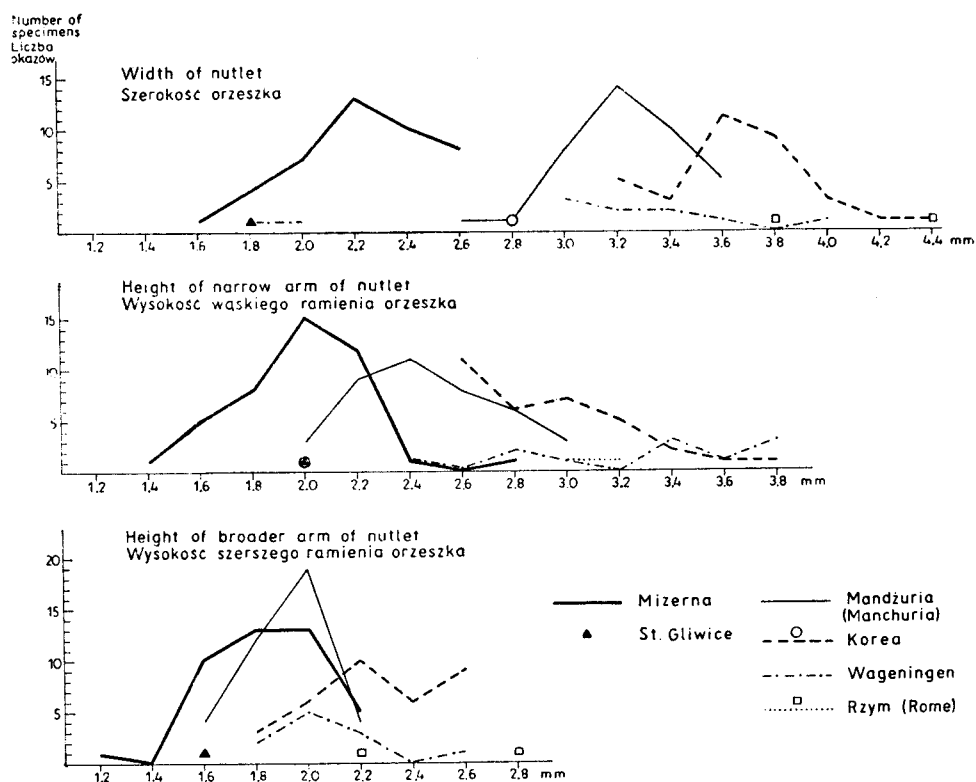 Number of
specimens
Liczba
okazów
Width of nutlet
Szerokość orzeszka
15
10
5
1.2 1.4 1.6 1.8 2.0 2.2 2.4 2.6 2.8 3.0 3.2 3.4 3.6 3.8 4.0 4.2 4.4 mm
Height of narrow arm of nutlet
Wysokość wąskiego ramienia orzeszka
15
10
5
1.2 1.4 1.6 1.8 2.0 2.2 2.4 2.6 2.8 3.0 3.2 3.4 3.6 3.8 mm
Height of broader arm of nutlet
Wysokość szerszego ramienia orzeszka
20
15
10
5
1.2 1.4 1.6 1.8 2.0 2.2 2.4 2.6 2.8 mm
Mizerna
St. Gliwice
Mandżuria
(Manchuria)
Korea
Wageningen
Rzym (Rome)